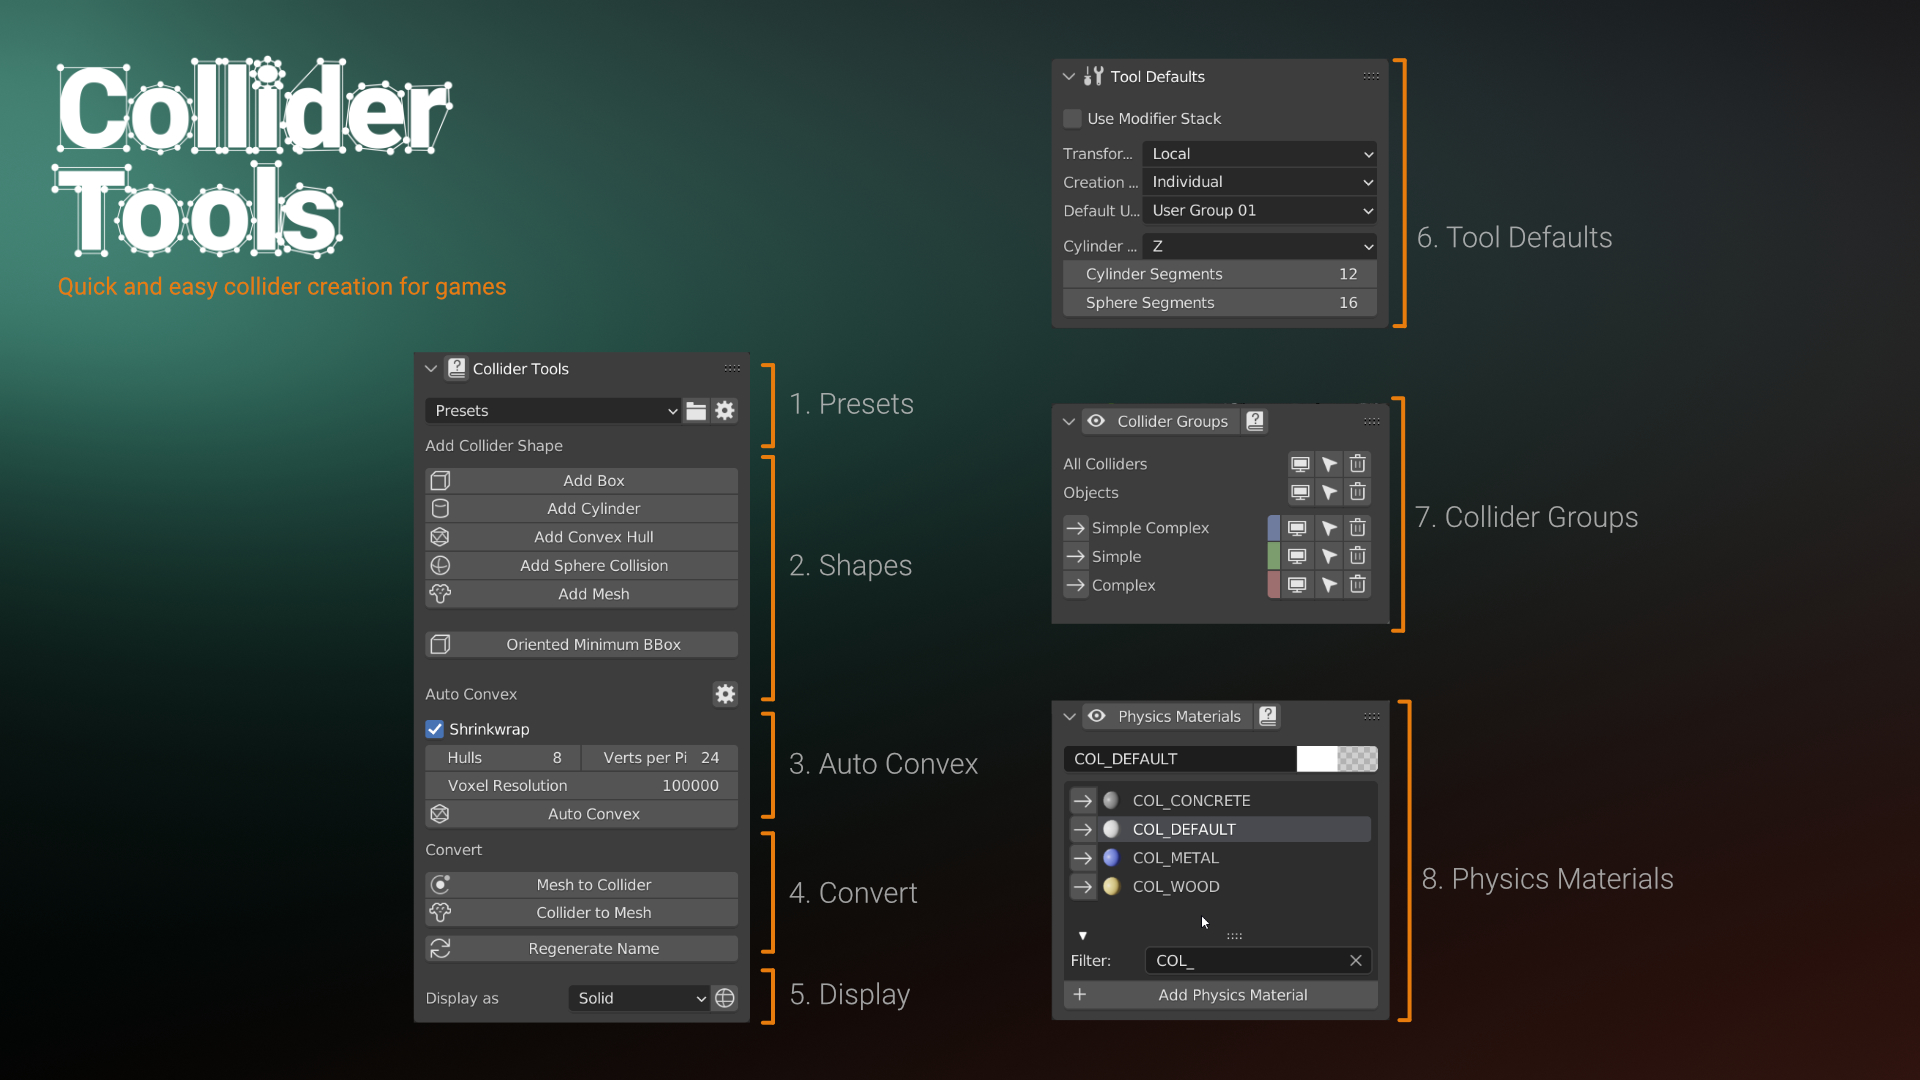 Collider
Tools
Quick and easy collider creation for games
Collider Tools
Presets
Add Collider Shape
Add Box
Add Cylinder
Add Convex Hull
Add Sphere Collision
Add Mesh
Oriented Minimum BBox
Auto Convex
Shrinkwrap
Hulls 8 Verts per Pi 24
Voxel Resolution 100000
Auto Convex
Convert
Mesh to Collider
Collider to Mesh
Regenerate Name
Display as Solid
1. Presets
2. Shapes
3. Auto Convex
4. Convert
5. Display
Tool Defaults
Use Modifier Stack
Transfor... Local
Creation ... Individual
Default U... User Group 01
Cylinder ... Z
Cylinder Segments 12
Sphere Segments 16
6. Tool Defaults
Collider Groups
All Colliders
Objects
Simple Complex
Simple
Complex
7. Collider Groups
Physics Materials
COL_DEFAULT
COL_CONCRETE
COL_DEFAULT
COL_METAL
COL_WOOD
Filter: COL_
Add Physics Material
8. Physics Materials